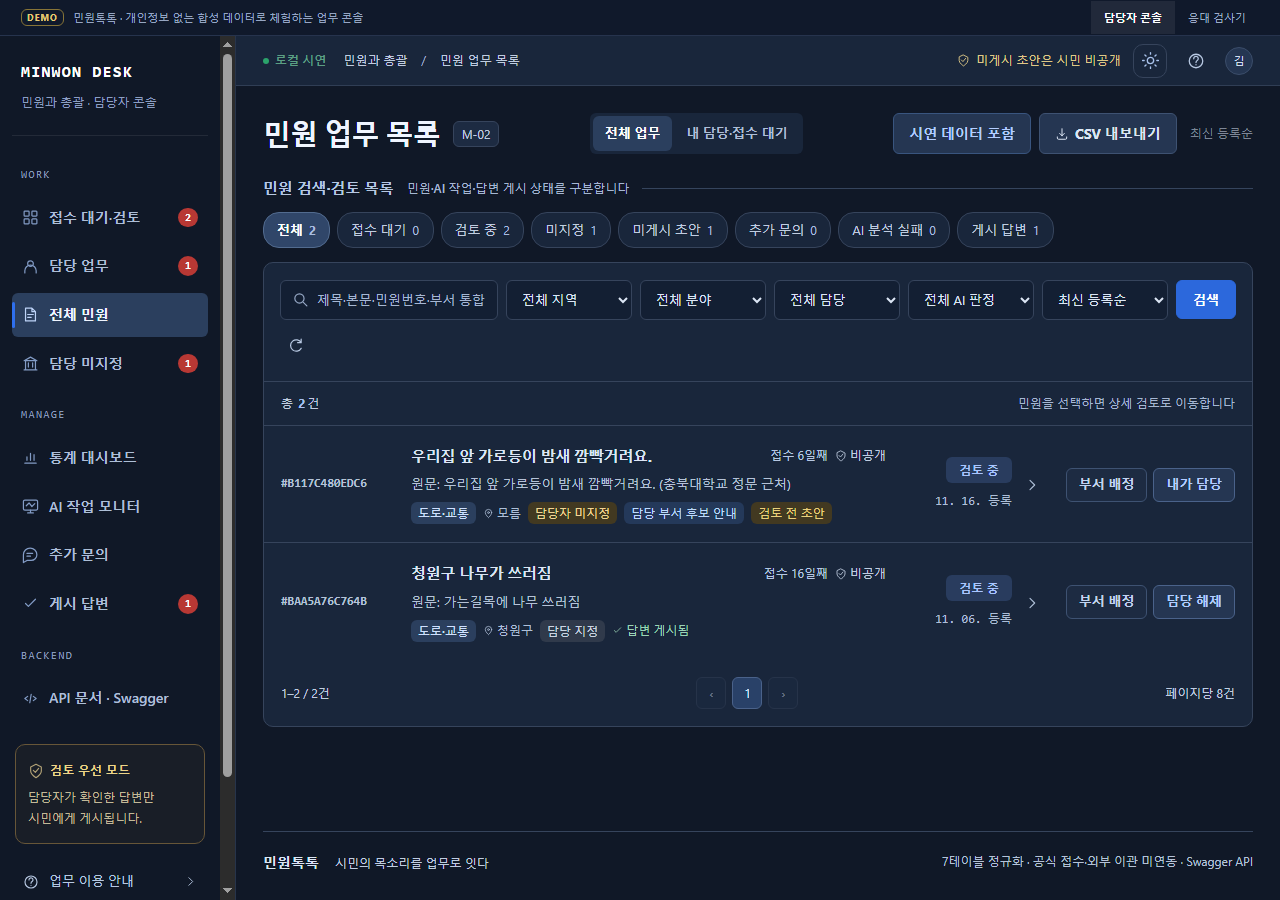 DEMO 민원톡톡 · 개인정보 없는 합성 데이터로 체험하는 업무 콘솔
담당자 콘솔 응대 검사기
MINWON DESK
민원과 총괄 · 담당자 콘솔
WORK
접수 대기·검토 2
담당 업무 1
전체 민원
담당 미지정 1
MANAGE
통계 대시보드
AI 작업 모니터
추가 문의
게시 답변 1
BACKEND
API 문서 · Swagger
검토 우선 모드
담당자가 확인한 답변만
시민에게 게시됩니다.
업무 이용 안내
로컬 시연 민원과 총괄 / 민원 업무 목록
미게시 초안은 시민 비공개 김
민원 업무 목록 M-02
전체 업무 내 담당·접수 대기
시연 데이터 포함 CSV 내보내기 최신 등록순
민원 검색·검토 목록 민원·AI 작업·답변 게시 상태를 구분합니다
전체 2 접수 대기 0 검토 중 2 미지정 1 미게시 초안 1 추가 문의 0 AI 분석 실패 0 게시 답변 1
제목·본문·민원번호·부서 통합 전체 지역 전체 분야 전체 담당 전체 AI 판정 최신 등록순 검색
총 2건 민원을 선택하면 상세 검토로 이동합니다
#B117C480EDC6
우리집 앞 가로등이 밤새 깜빡거려요. 접수 6일째 비공개
원문: 우리집 앞 가로등이 밤새 깜빡거려요. (충북대학교 정문 근처)
도로·교통 모름 담당자 미지정 담당 부서 후보 안내 검토 전 초안
검토 중
11. 16. 등록
부서 배정 내가 담당
#BAA5A76C764B
청원구 나무가 쓰러짐 접수 16일째 비공개
원문: 가는길목에 나무 쓰러짐
도로·교통 청원구 담당 지정 답변 게시됨
검토 중
11. 06. 등록
부서 배정 담당 해제
1–2 / 2건 ‹ 1 › 페이지당 8건
민원톡톡 시민의 목소리를 업무로 잇다
7테이블 정규화 · 공식 접수·외부 이관 미연동 · Swagger API